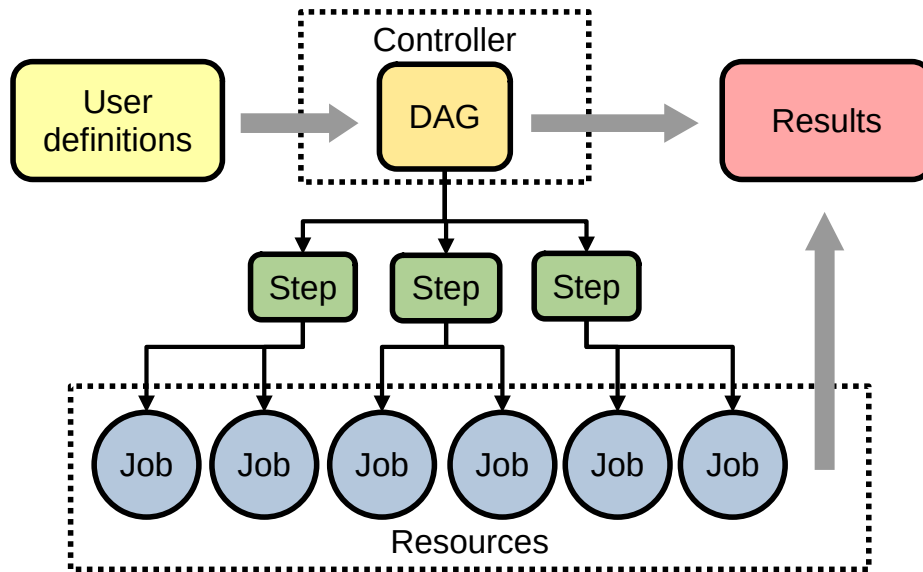 Controller
User
definitions
DAG
Results
Step
Step
Step
Job
Job
Job
Job
Job
Job
Resources